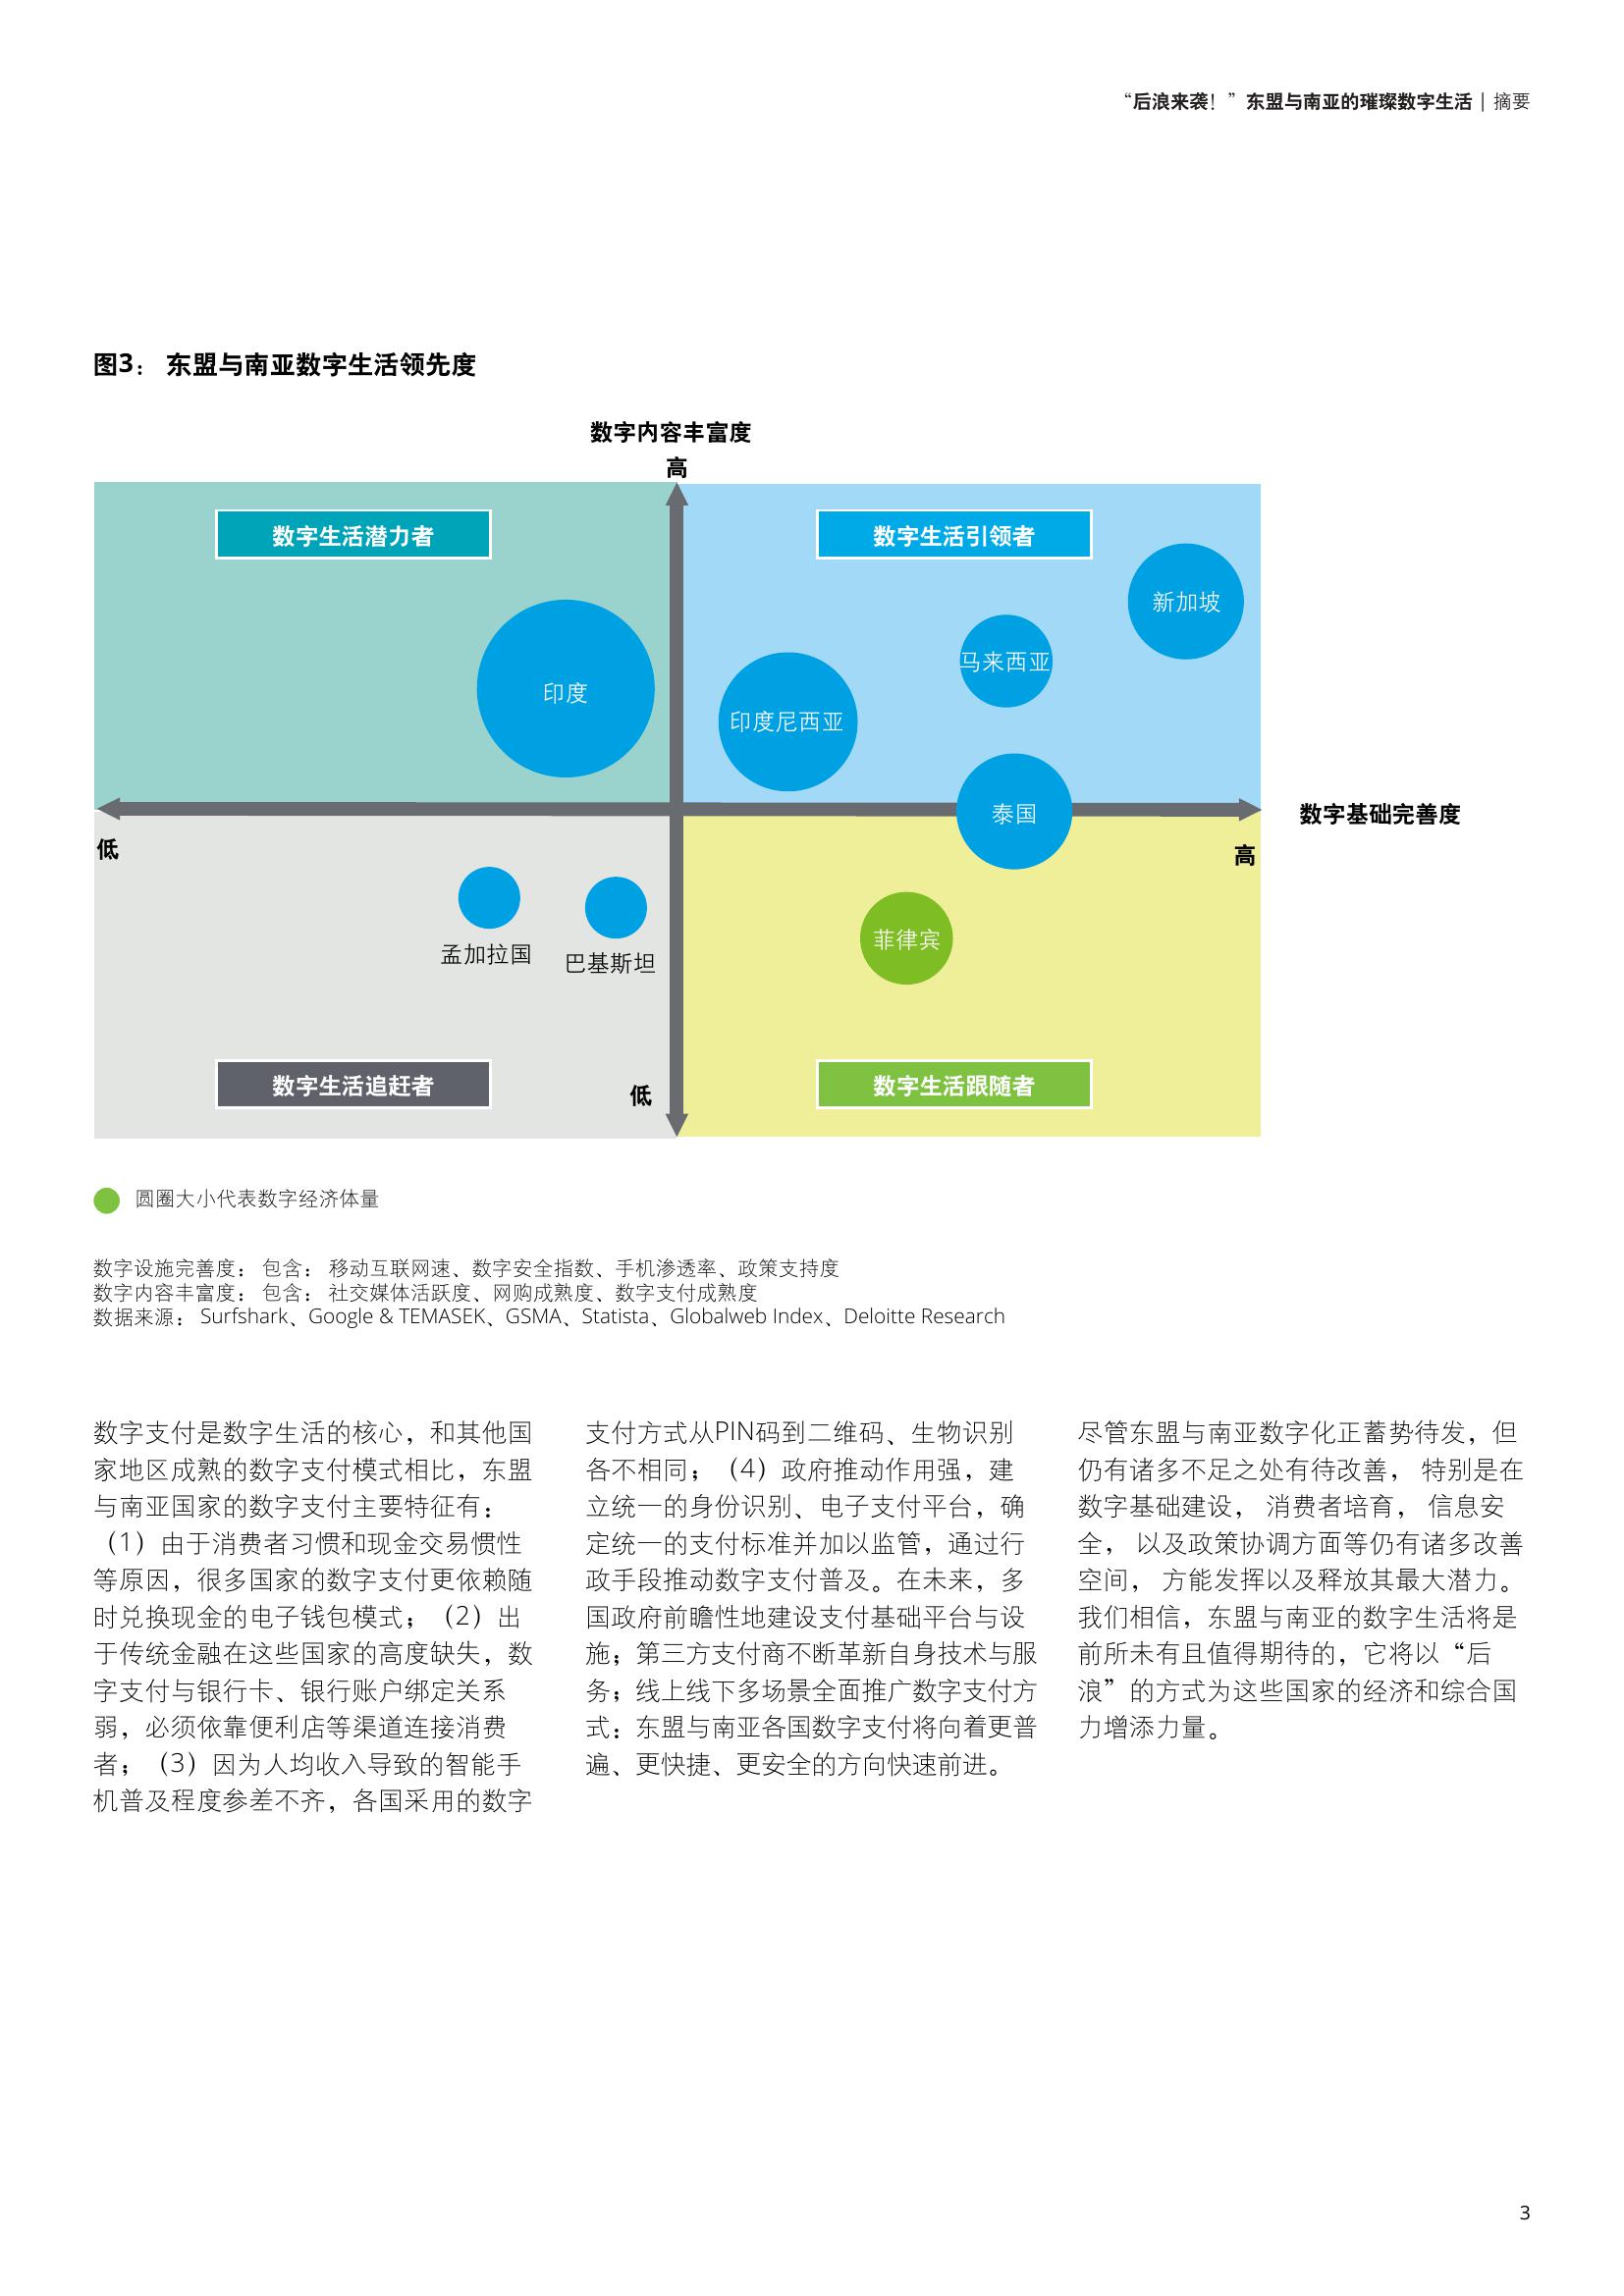 “后浪来袭！”东盟与南亚的璀璨数字生活 | 摘要
图3： 东盟与南亚数字生活领先度
数字内容丰富度
高
数字生活潜力者
数字生活引领者
新加坡
马来西亚
印度
印度尼西亚
泰国
数字基础完善度
低
高
孟加拉国
巴基斯坦
菲律宾
数字生活追赶者
低
数字生活跟随者
圆圈大小代表数字经济体量
数字设施完善度： 包含： 移动互联网速、数字安全指数、手机渗透率、政策支持度
数字内容丰富度： 包含： 社交媒体活跃度、网购成熟度、数字支付成熟度
数据来源： Surfshark、Google & TEMASEK、GSMA、Statista、Globalweb Index、Deloitte Research
数字支付是数字生活的核心，和其他国
家地区成熟的数字支付模式相比，东盟
与南亚国家的数字支付主要特征有：
（1）由于消费者习惯和现金交易惯性
等原因，很多国家的数字支付更依赖随
时兑换现金的电子钱包模式；（2）出
于传统金融在这些国家的高度缺失，数
字支付与银行卡、银行账户绑定关系
弱，必须依靠便利店等渠道连接消费
者；（3）因为人均收入导致的智能手
机普及程度参差不齐，各国采用的数字
支付方式从PIN码到二维码、生物识别
各不相同；（4）政府推动作用强，建
立统一的身份识别、电子支付平台，确
定统一的支付标准并加以监管，通过行
政手段推动数字支付普及。在未来，多
国政府前瞻性地建设支付基础平台与设
施；第三方支付商不断革新自身技术与服
务；线上线下多场景全面推广数字支付方
式：东盟与南亚各国数字支付将向着更普
遍、更快捷、更安全的方向快速前进。
尽管东盟与南亚数字化正蓄势待发，但
仍有诸多不足之处有待改善， 特别是在
数字基础建设， 消费者培育， 信息安
全， 以及政策协调方面等仍有诸多改善
空间， 方能发挥以及释放其最大潜力。
我们相信，东盟与南亚的数字生活将是
前所未有且值得期待的，它将以“后
浪”的方式为这些国家的经济和综合国
力增添力量。
3